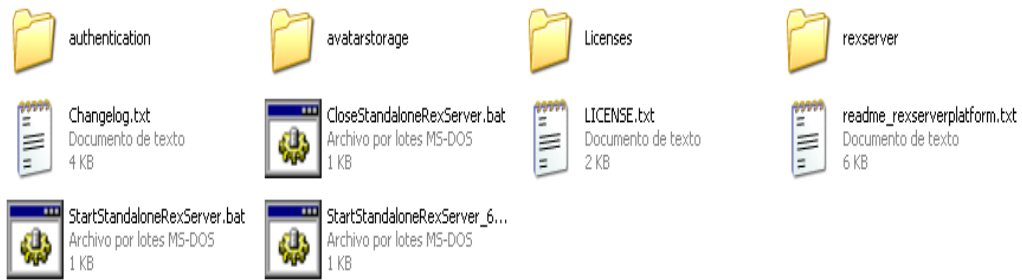 authentication
avatarstorage
Licenses
rexserver
Changelog.txt
Documento de texto
4 KB
CloseStandaloneRexServer.bat
Archivo por lotes MS-DOS
1 KB
LICENSE.txt
Documento de texto
2 KB
readme_rexserverplatform.txt
Documento de texto
6 KB
StartStandaloneRexServer.bat
Archivo por lotes MS-DOS
1 KB
StartStandaloneRexServer_6...
Archivo por lotes MS-DOS
1 KB